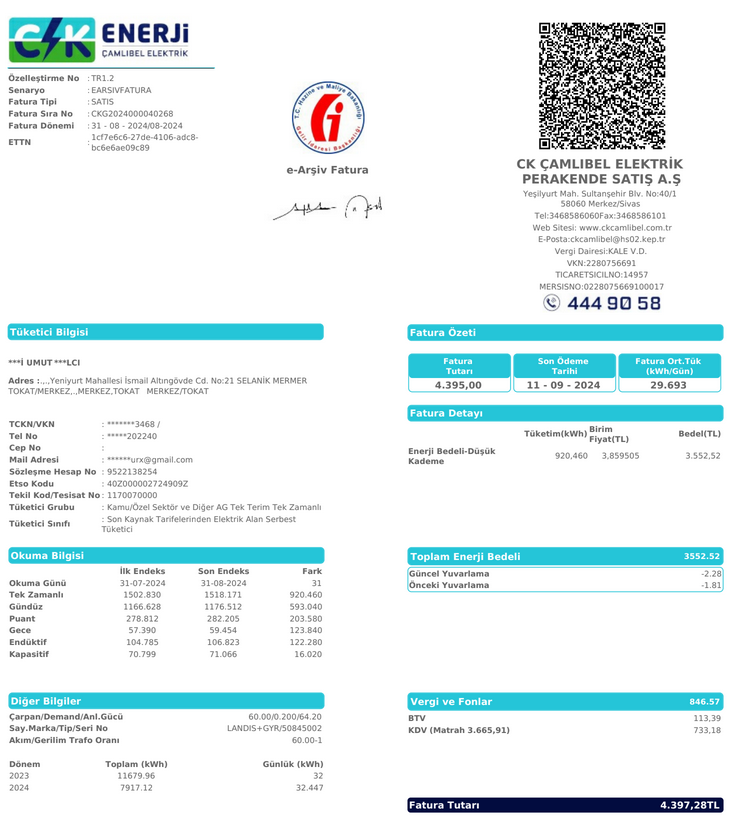 CK ENERJİ
ÇAMLIBEL ELEKTRİK
Özelleştirme No : TR1.2
Senaryo : EARSIVFATURA
Fatura Tipi : SATIS
Fatura Sıra No : CKG2024000040268
Fatura Dönemi : 31 - 08 - 2024/08-2024
ETTN : 1cf7e6c6-27de-4106-adc8-
bc6e6ae09c89
T.C. Hazine ve Maliye Bakanlığı
Gelir İdaresi Başkanlığı
e-Arşiv Fatura
CK ÇAMLIBEL ELEKTRİK
PERAKENDE SATIŞ A.Ş
Yeşilyurt Mah. Sultanşehir Blv. No:40/1
58060 Merkez/Sivas
Tel:3468586060Fax:3468586101
Web Sitesi: www.ckcamlibel.com.tr
E-Posta:ckcamlibel@hs02.kep.tr
Vergi Dairesi:KALE V.D.
VKN:2280756691
TICARETSICILNO:14957
MERSISNO:0228075669100017
444 90 58
Tüketici Bilgisi
***İ UMUT ***LCI
Adres :.,.,Yeniyurt Mahallesi İsmail Altıngövde Cd. No:21 SELANİK MERMER
TOKAT/MERKEZ,.,MERKEZ,TOKAT MERKEZ/TOKAT
TCKN/VKN : *******3468 /
Tel No : *****202240
Cep No :
Mail Adresi : ******urx@gmail.com
Sözleşme Hesap No : 9522138254
Etso Kodu : 40Z000002724909Z
Tekil Kod/Tesisat No : 1170070000
Tüketici Grubu : Kamu/Özel Sektör ve Diğer AG Tek Terim Tek Zamanlı
Tüketici Sınıfı : Son Kaynak Tarifelerinden Elektrik Alan Serbest
Tüketici
Fatura Özeti
Fatura Tutarı Son Ödeme Tarihi Fatura Ort.Tük (kWh/Gün)
4.395,00 11 - 09 - 2024 29.693
Fatura Detayı
Tüketim(kWh) Birim Fiyat(TL) Bedel(TL)
Enerji Bedeli-Düşük Kademe 920,460 3,859505 3.552,52
Okuma Bilgisi
İlk Endeks Son Endeks Fark
Okuma Günü 31-07-2024 31-08-2024 31
Tek Zamanlı 1502.830 1518.171 920.460
Gündüz 1166.628 1176.512 593.040
Puant 278.812 282.205 203.580
Gece 57.390 59.454 123.840
Endüktif 104.785 106.823 122.280
Kapasitif 70.799 71.066 16.020
Toplam Enerji Bedeli 3552.52
Güncel Yuvarlama -2.28
Önceki Yuvarlama -1.81
Diğer Bilgiler
Çarpan/Demand/Anl.Gücü 60.00/0.200/64.20
Say.Marka/Tip/Seri No LANDIS+GYR/50845002
Akım/Gerilim Trafo Oranı 60.00-1
Dönem Toplam (kWh) Günlük (kWh)
2023 11679.96 32
2024 7917.12 32.447
Vergi ve Fonlar 846.57
BTV 113,39
KDV (Matrah 3.665,91) 733,18
Fatura Tutarı 4.397,28TL